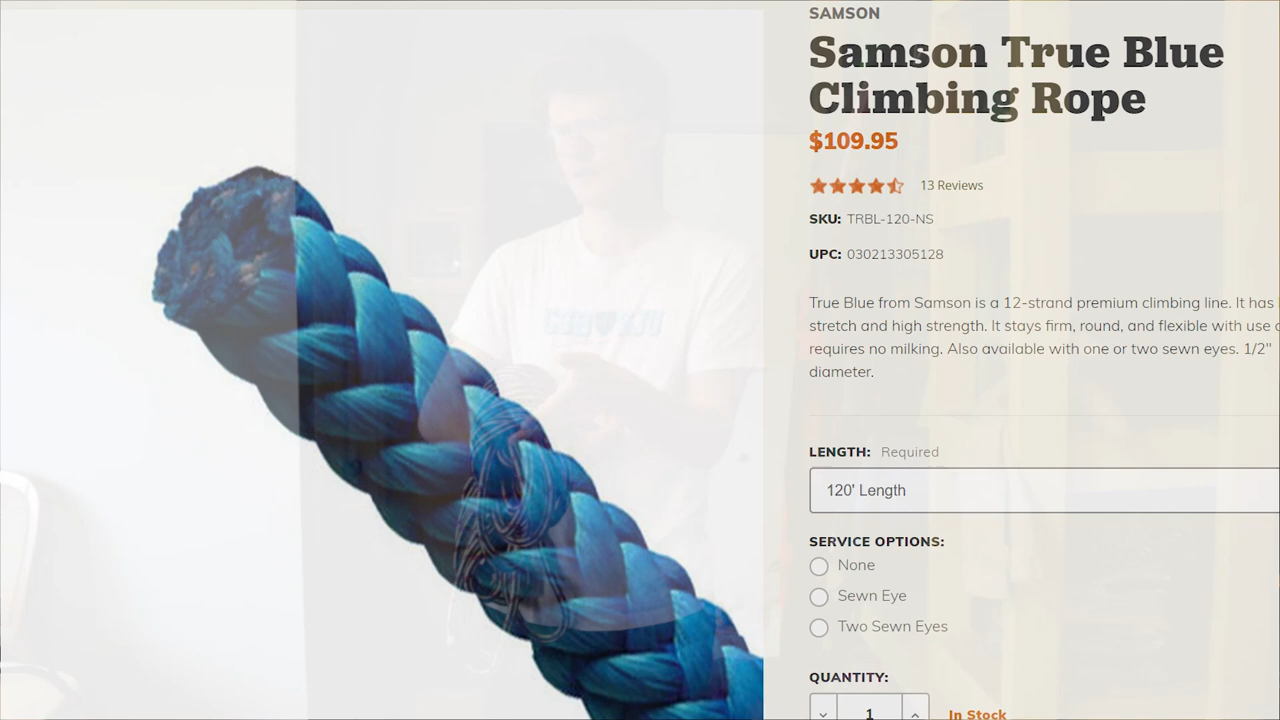 SAMSON
Samson True Blue
Climbing Rope
$109.95
13 Reviews
SKU: TRBL-120-NS
UPC: 030213305128
True Blue from Samson is a 12-strand premium climbing line. It has
stretch and high strength. It stays firm, round, and flexible with use
requires no milking. Also available with one or two sewn eyes. 1/2"
diameter.
LENGTH: Required
120' Length
SERVICE OPTIONS:
None
Sewn Eye
Two Sewn Eyes
QUANTITY:
1
In Stock